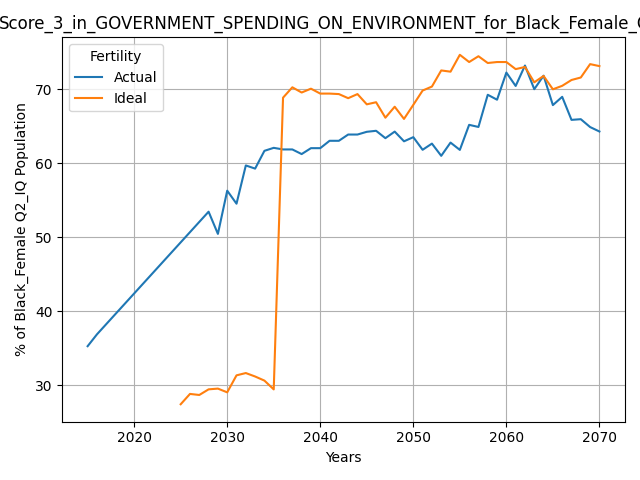 Score_3_in_GOVERNMENT_SPENDING_ON_ENVIRONMENT_for_Black_Female_
Fertility
Actual
Ideal
% of Black_Female Q2_IQ Population
70
60
50
40
30
2020 2030 2040 2050 2060 2070
Years